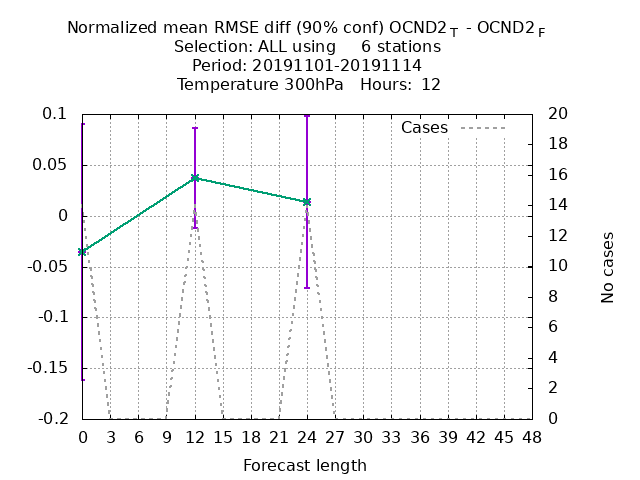 Normalized mean RMSE diff (90% conf) OCND2 T - OCND2 F
Selection: ALL using 6 stations
Period: 20191101-20191114
Temperature 300hPa Hours: 12
0.1
0.05
0
-0.05
-0.1
-0.15
-0.2
Cases
20
18
16
14
12
10
8
6
4
2
0
No cases
0 3 6 9 12 15 18 21 24 27 30 33 36 39 42 45 48
Forecast length